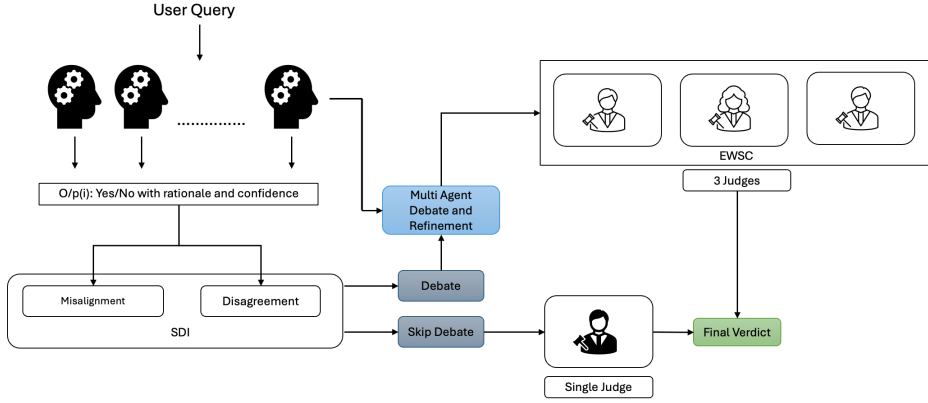 User Query
O/p(i): Yes/No with rationale and confidence
Misalignment
Disagreement
SDI
Multi Agent
Debate and
Refinement
Debate
Skip Debate
EWSC
3 Judges
Single Judge
Final Verdict